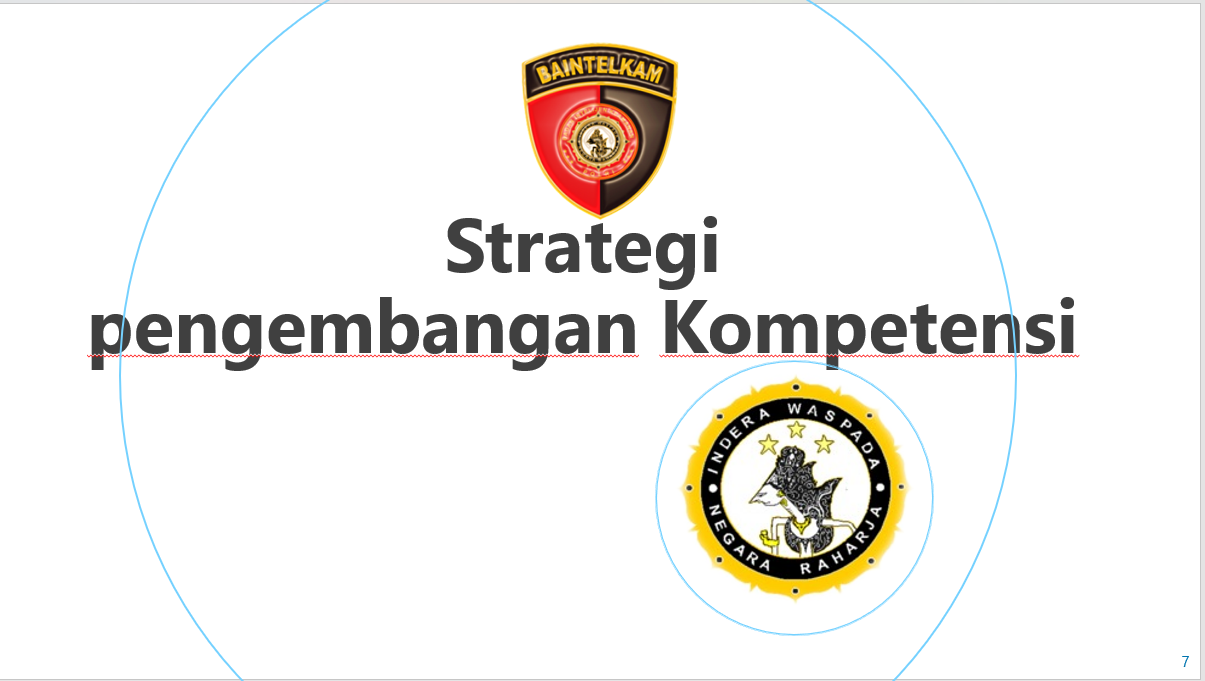 BAINTELKAM
Strategi
pengembangan Kompetensi
INDERA WASPADA
NEGARA RAHARJA
7